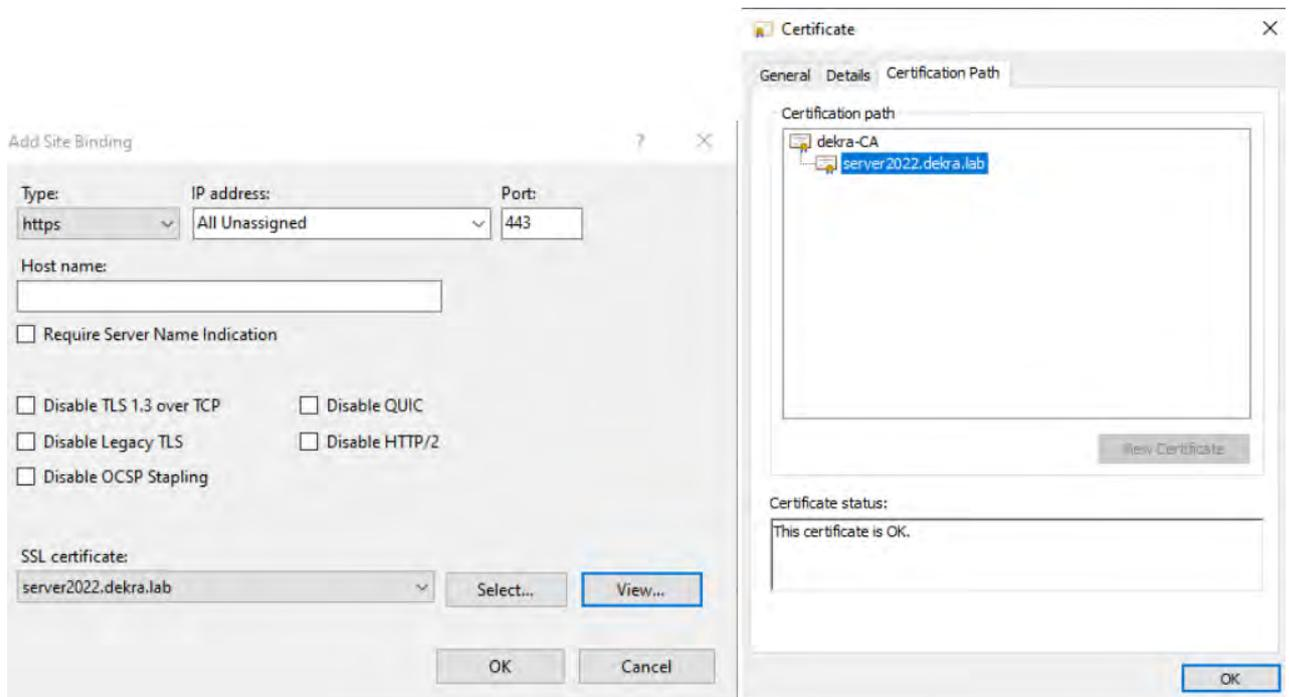 Add Site Binding
?
Type:
IP address:
Port:
https
All Unassigned
443
Host name:
Require Server Name Indication
Disable TLS 1.3 over TCP
Disable QUIC
Disable Legacy TLS
Disable HTTP/2
Disable OCSP Stapling
SSL certificate:
server2022.dekra.lab
Select...
View...
OK
Cancel
Certificate
General
Details
Certification Path
Certification path
dekra-CA
server2022.dekra.lab
View Certificate
Certificate status:
This certificate is OK.
OK